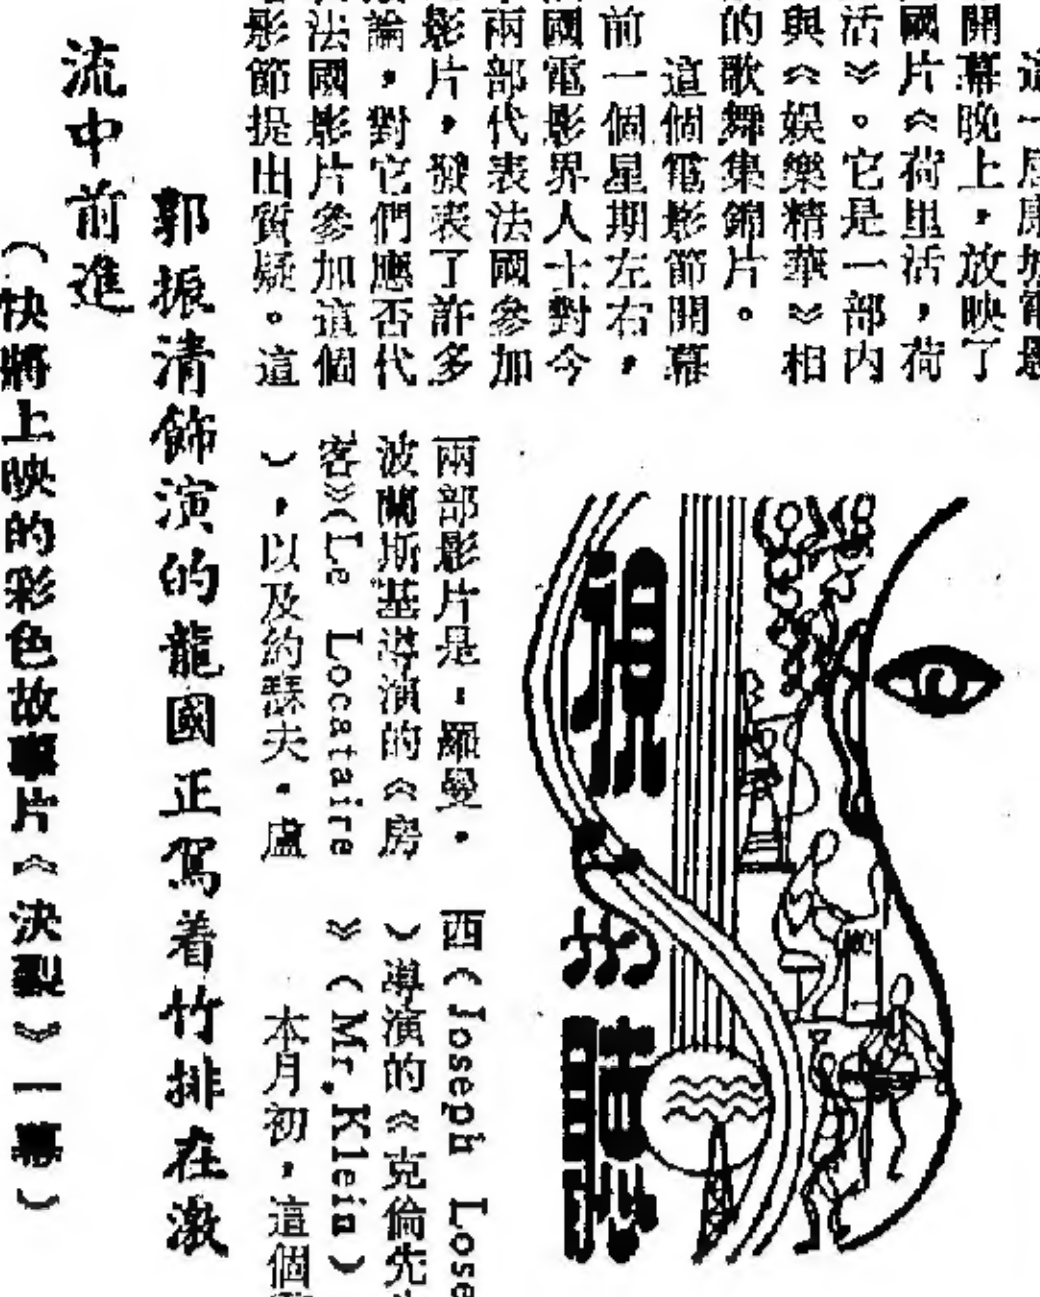 開幕晚上，放映了
國片《荷里活，荷
活》。它是一部內
與《娛樂精華》相
的歌舞集錦片。
這個電影節開幕
前一個星期左右，
國電影界人士對今
兩部代表法國參加
影片，發表了許多
論，對它們應否代
法國影片參加這個
影節提出質疑。這
兩部影片是：羅曼·
波蘭斯基導演的《房
客》(Le Locataire
)，以及約瑟夫·盧
西(Joseph Lose
)導演的《克倫先
》(Mr. Klein)
本月初，這個
視
聽
郭振清飾演的龍國正駕着竹排在激
流中前進
（快將上映的彩色故事片《決裂》一幕）